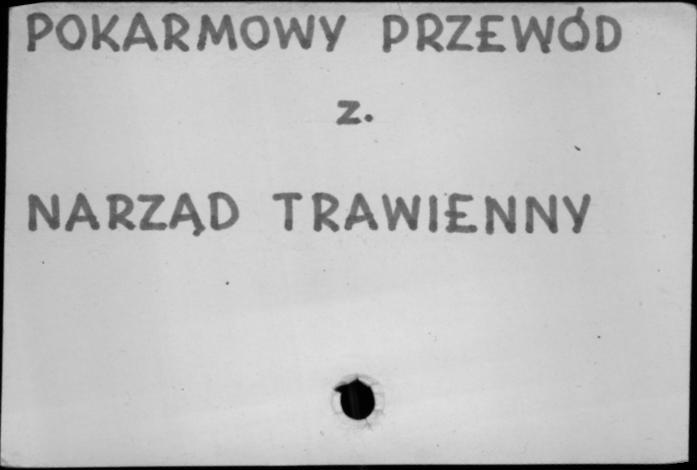 POKARMOWY PRZEWÓD
z.
NARZĄD TRAWIENNY